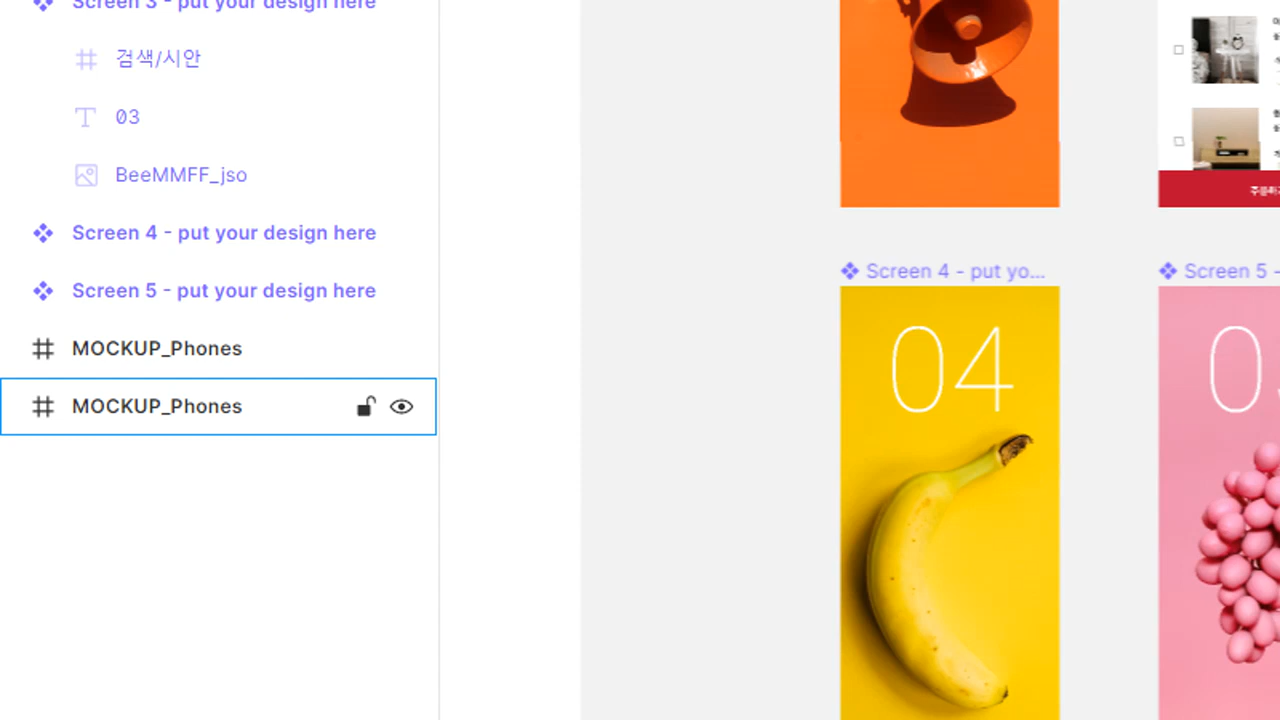 Screen 3 - put your design here
검색/시안
03
BeeMMFF_jso
Screen 4 - put your design here
Screen 5 - put your design here
MOCKUP_Phones
MOCKUP_Phones
Screen 4 - put yo...
Screen 5 -
04